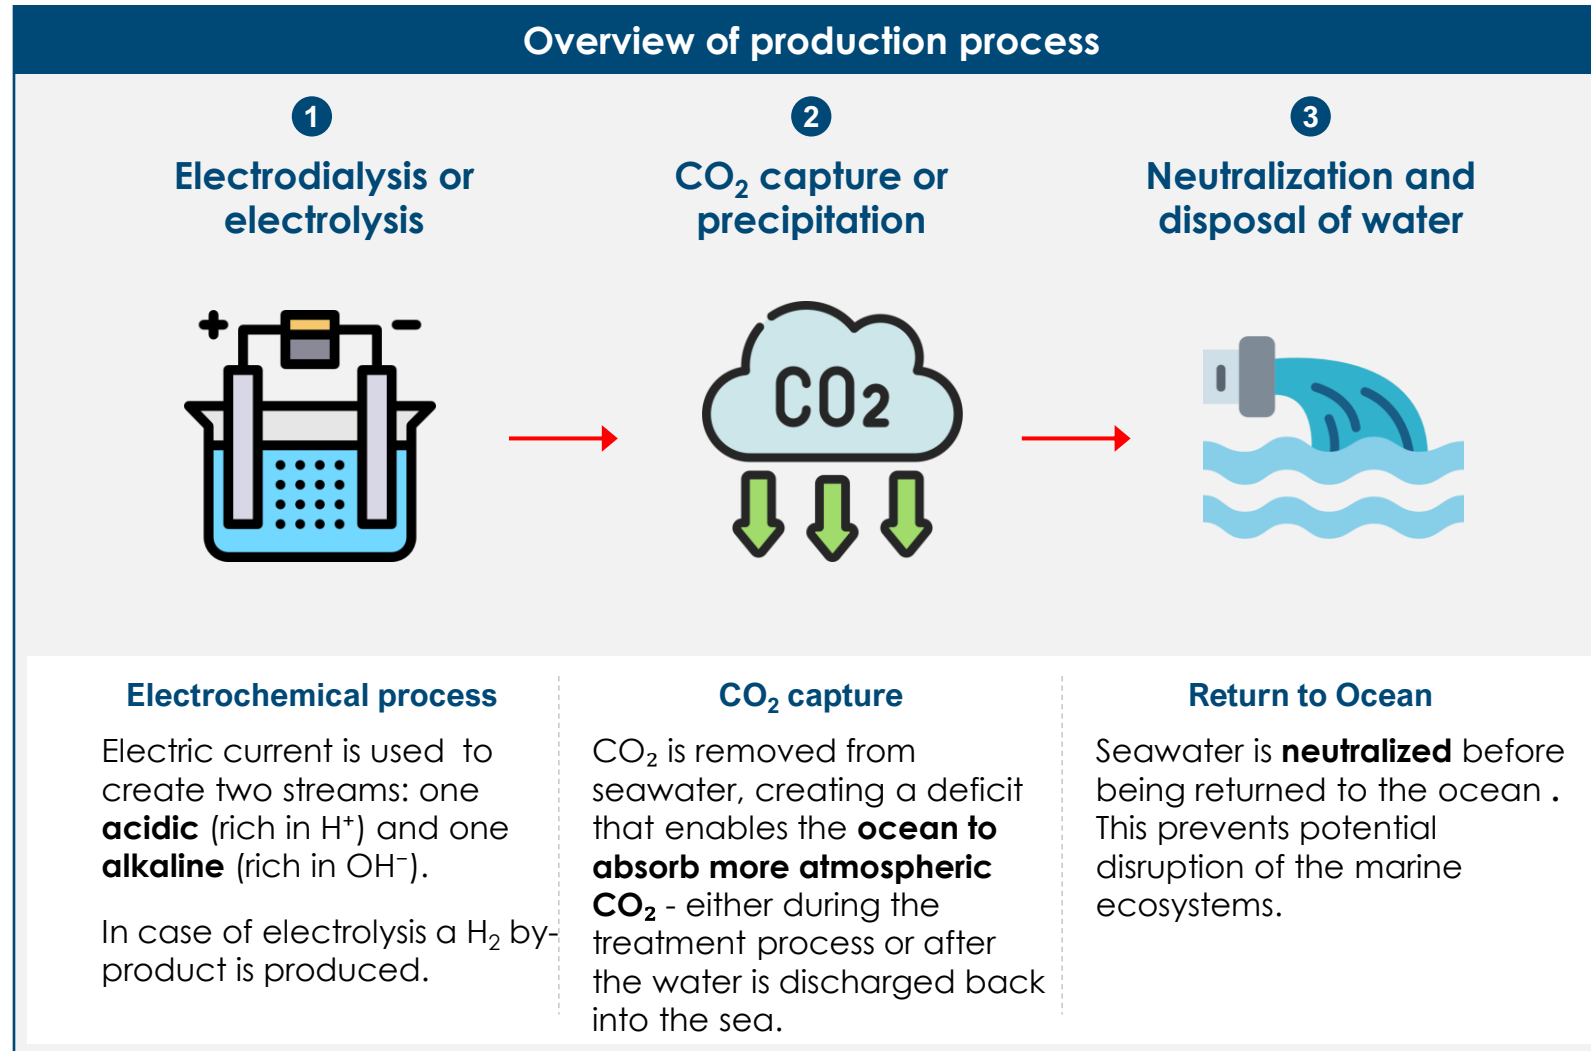 Overview of production process
1
Electrodialysis or
electrolysis
2
CO₂ capture or
precipitation
3
Neutralization and
disposal of water
+
−
CO2
Electrochemical process
Electric current is used to
create two streams: one
acidic (rich in H⁺) and one
alkaline (rich in OH⁻).
In case of electrolysis a H₂ by-
product is produced.
CO₂ capture
CO₂ is removed from
seawater, creating a deficit
that enables the ocean to
absorb more atmospheric
CO₂ - either during the
treatment process or after
the water is discharged back
into the sea.
Return to Ocean
Seawater is neutralized before
being returned to the ocean .
This prevents potential
disruption of the marine
ecosystems.